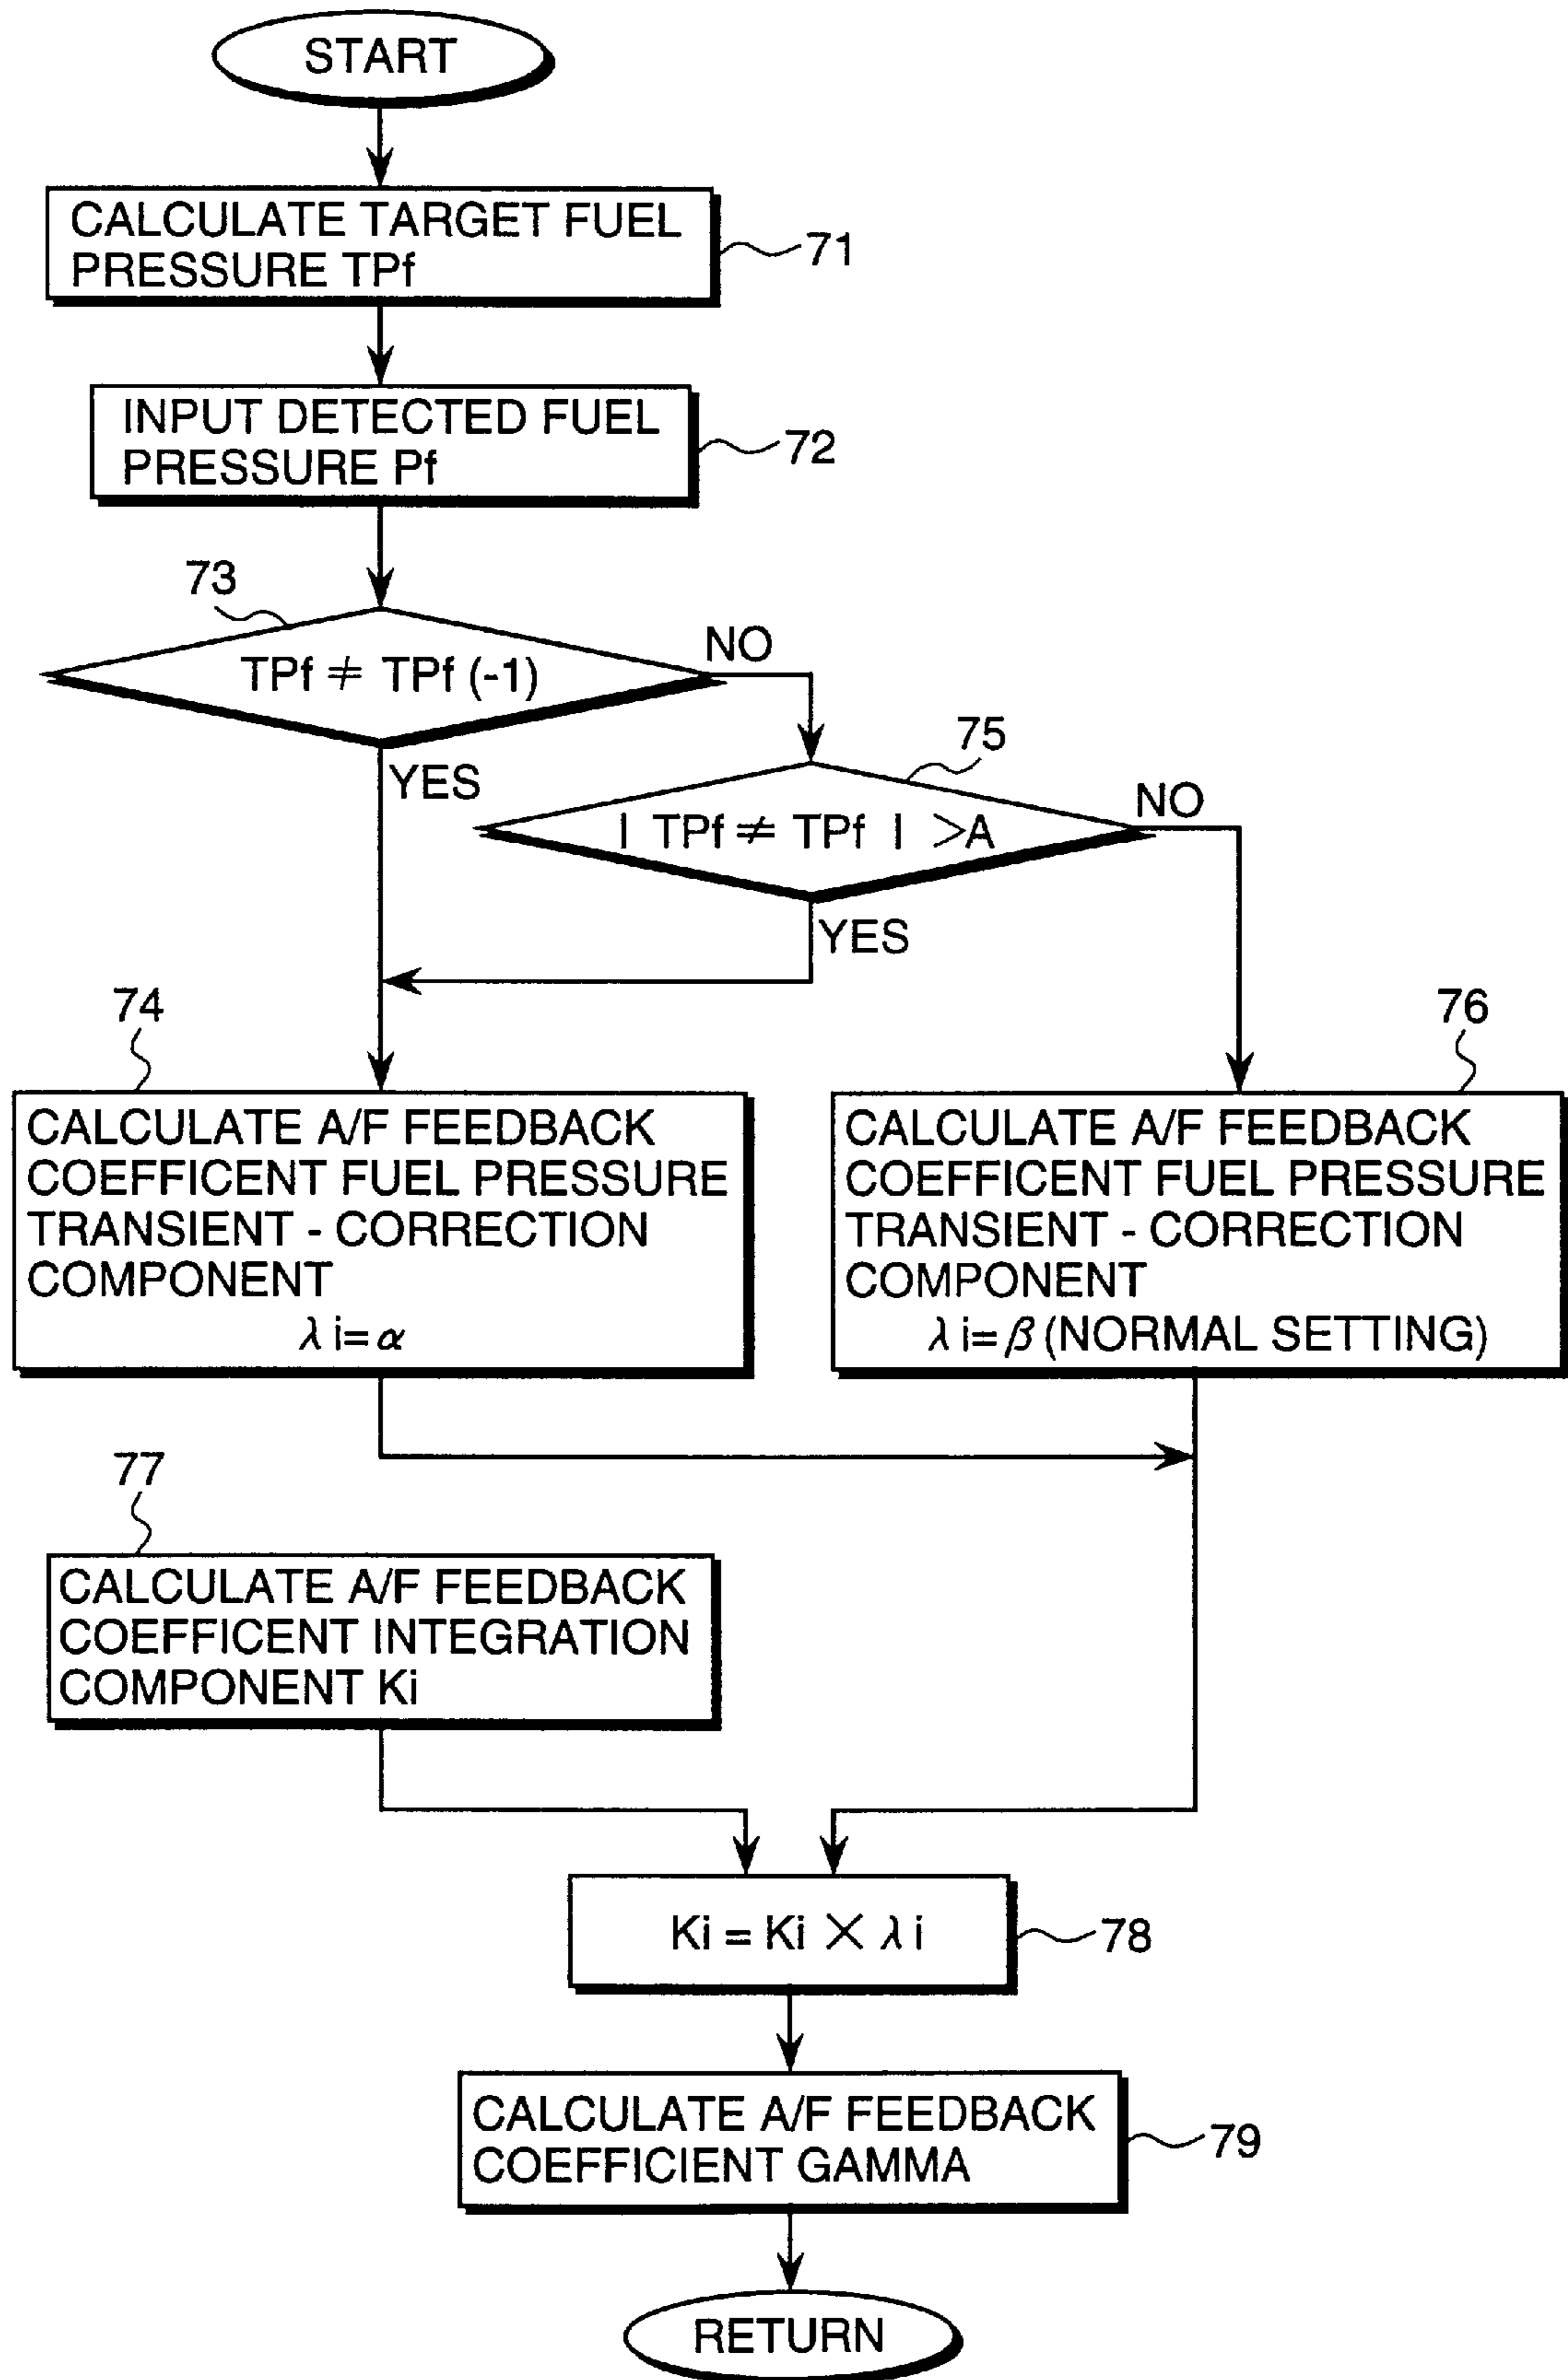 START
CALCULATE TARGET FUEL
PRESSURE TPf
71
INPUT DETECTED FUEL
PRESSURE Pf
72
73
TPf ≠ TPf (-1)
NO
YES
75
| TPf ≠ TPf | >A
NO
YES
74
CALCULATE A/F FEEDBACK
COEFFICENT FUEL PRESSURE
TRANSIENT - CORRECTION
COMPONENT
λ i= α
76
CALCULATE A/F FEEDBACK
COEFFICENT FUEL PRESSURE
TRANSIENT - CORRECTION
COMPONENT
λ i= β (NORMAL SETTING)
77
CALCULATE A/F FEEDBACK
COEFFICENT INTEGRATION
COMPONENT Ki
Ki = Ki × λ i
78
CALCULATE A/F FEEDBACK
COEFFICIENT GAMMA
79
RETURN